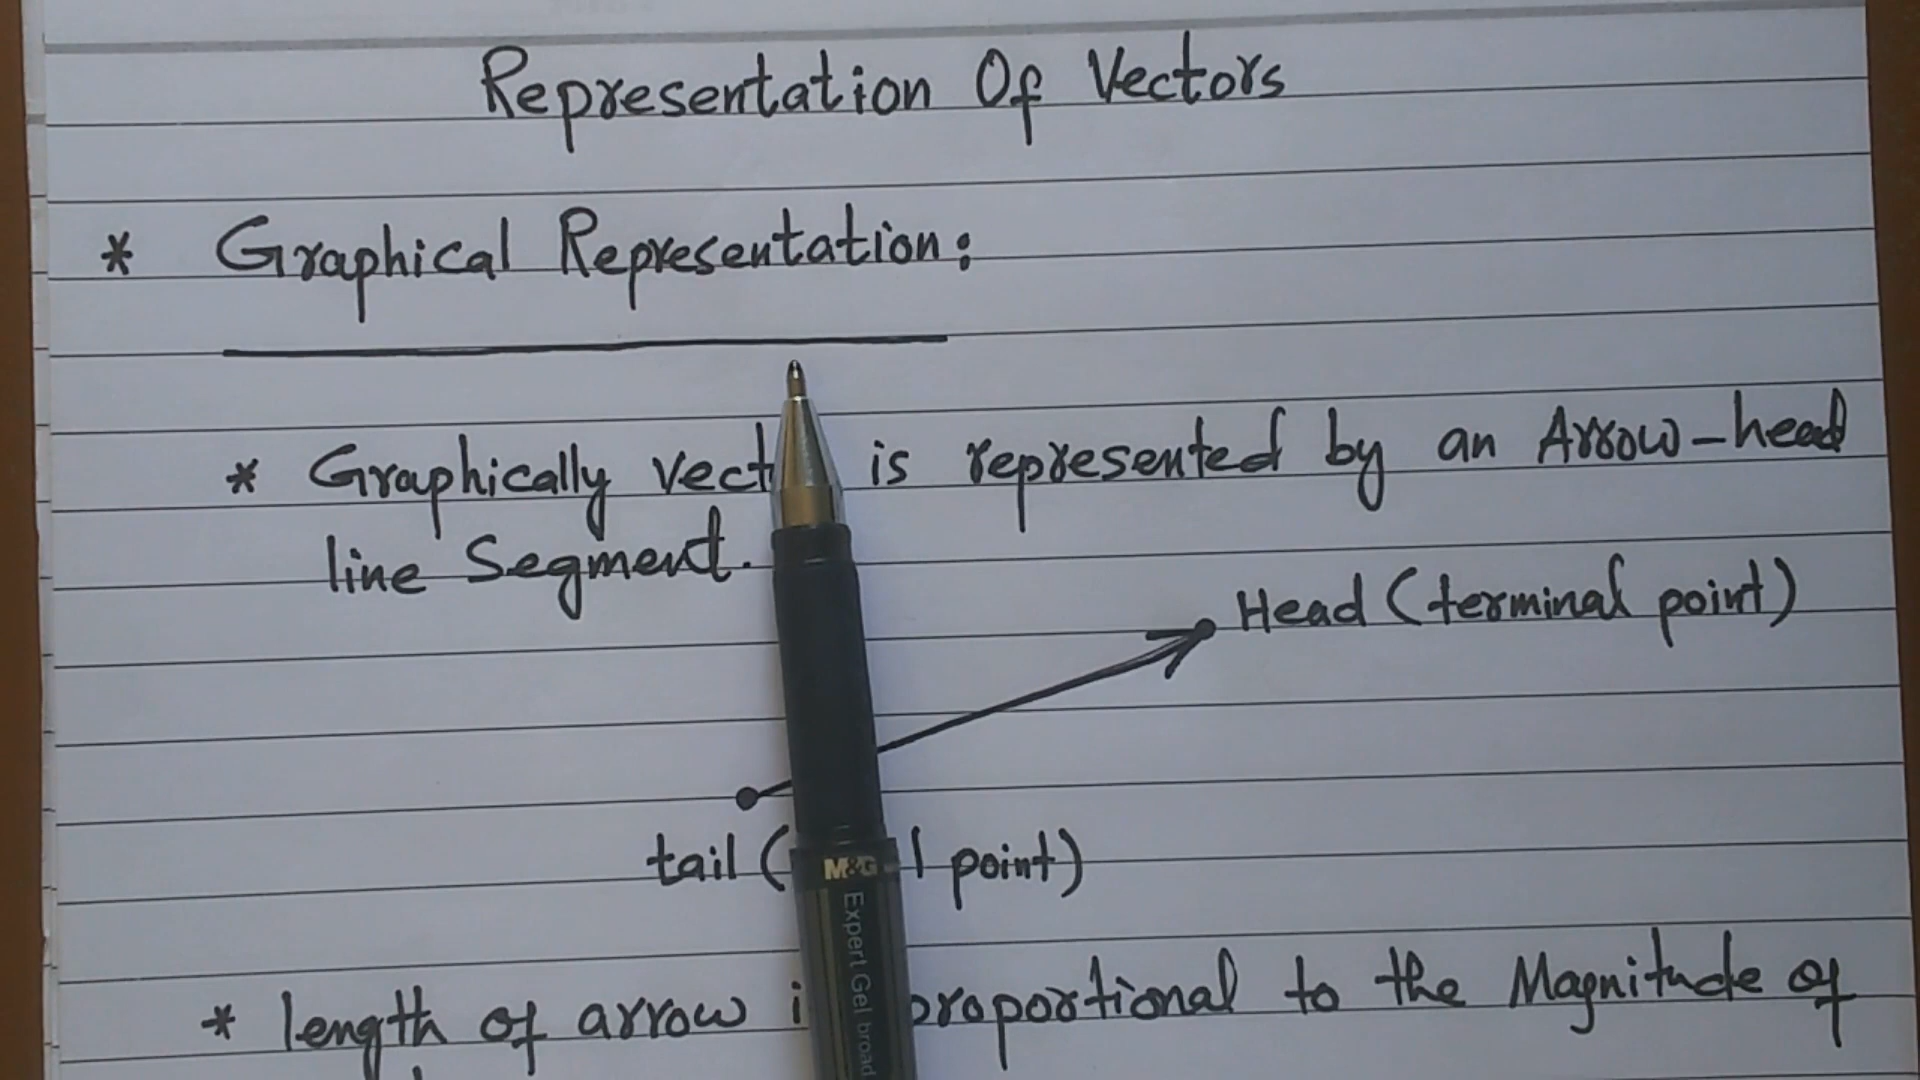 Representation Of Vectors
* Graphical Representation:
* Graphically vect is represented by an Arrow-head
line Segment.
Head (terminal point)
tail ( l point)
M&G
Expert Gel broad
* length of arrow i proportional to the Magnitude of